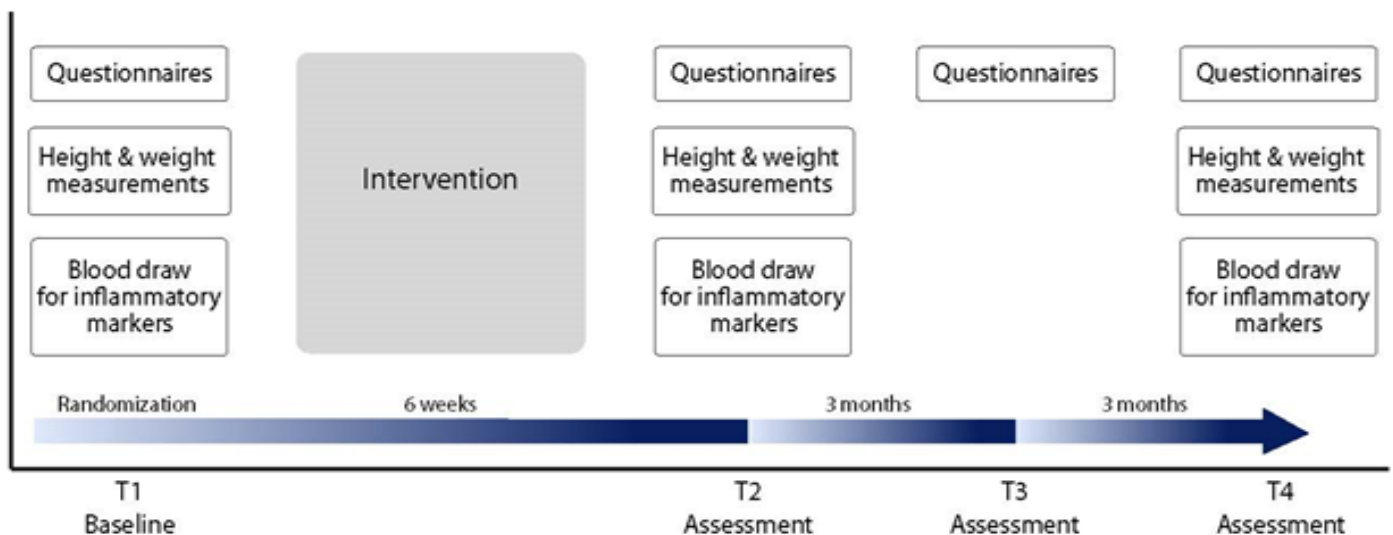 Questionnaires
Height & weight
measurements
Blood draw
for inflammatory
markers
Intervention
Questionnaires
Height & weight
measurements
Blood draw
for inflammatory
markers
Questionnaires
Questionnaires
Height & weight
measurements
Blood draw
for inflammatory
markers
Randomization
6 weeks
3 months
3 months
T1
Baseline
T2
Assessment
T3
Assessment
T4
Assessment